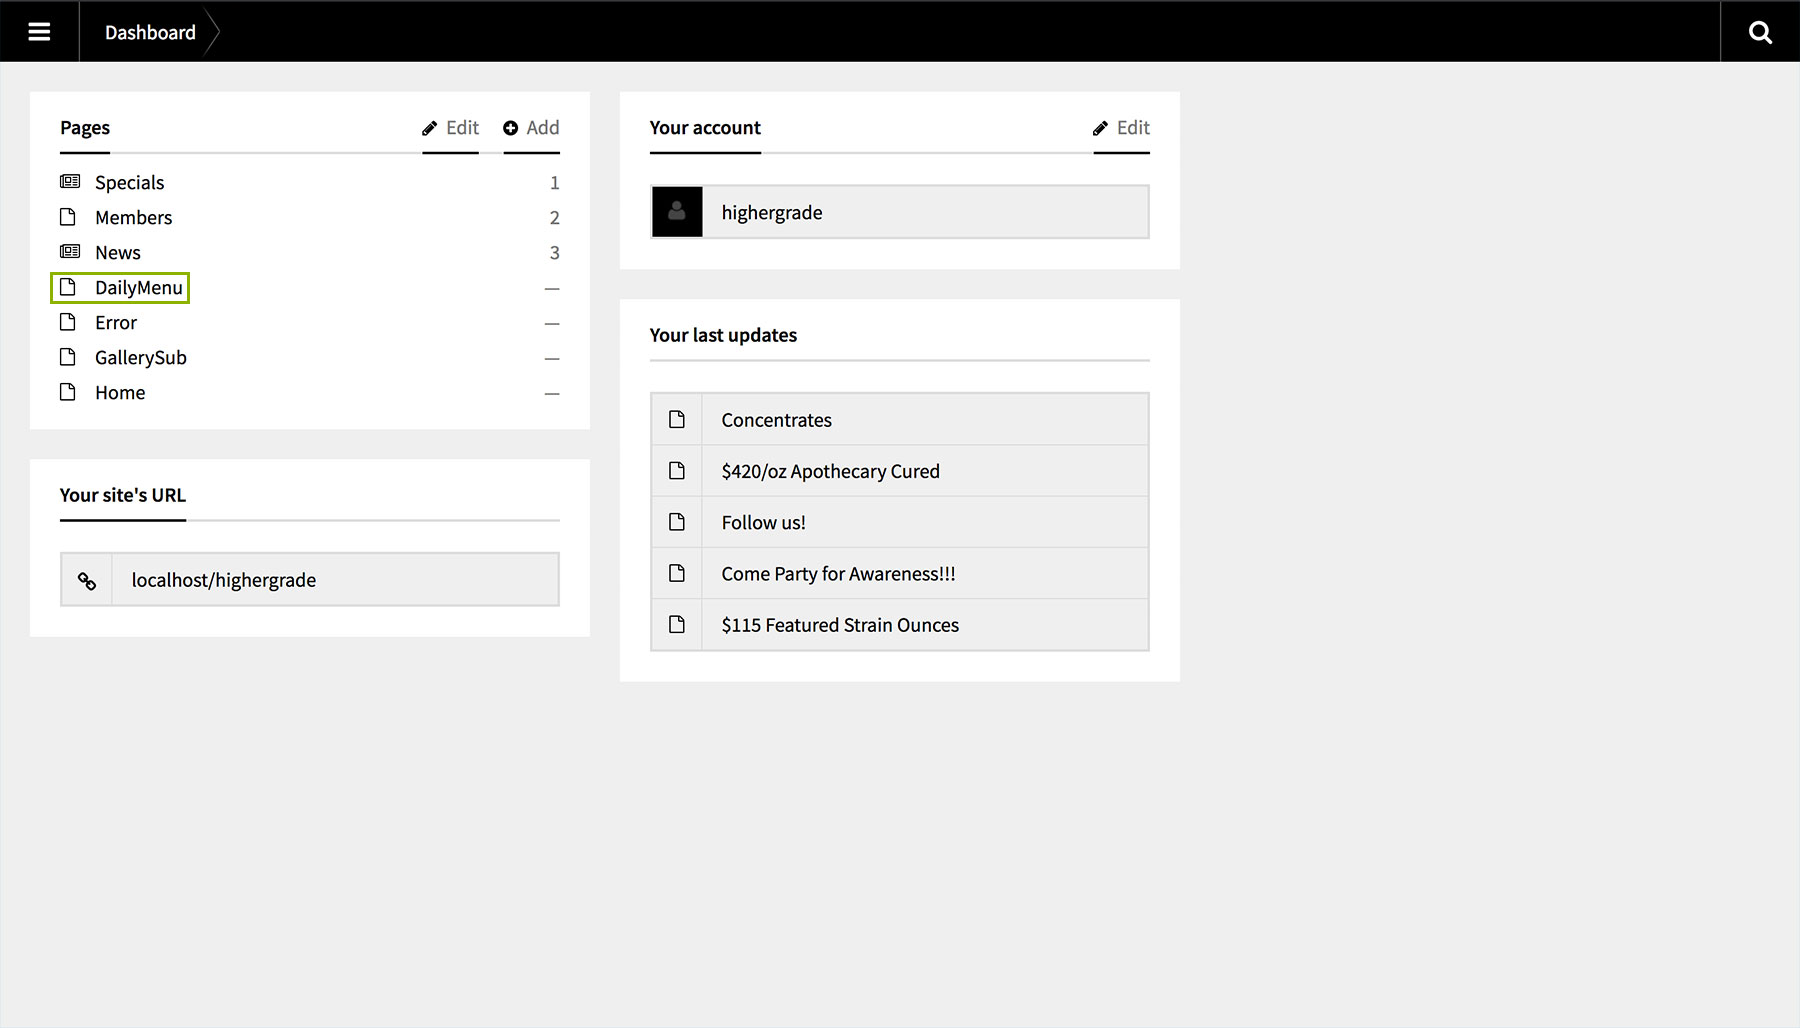 Dashboard
Pages
Edit
Add
Specials 1
Members 2
News 3
DailyMenu —
Error —
GallerySub —
Home —
Your site's URL
localhost/highergrade
Your account
Edit
highergrade
Your last updates
Concentrates
$420/oz Apothecary Cured
Follow us!
Come Party for Awareness!!!
$115 Featured Strain Ounces